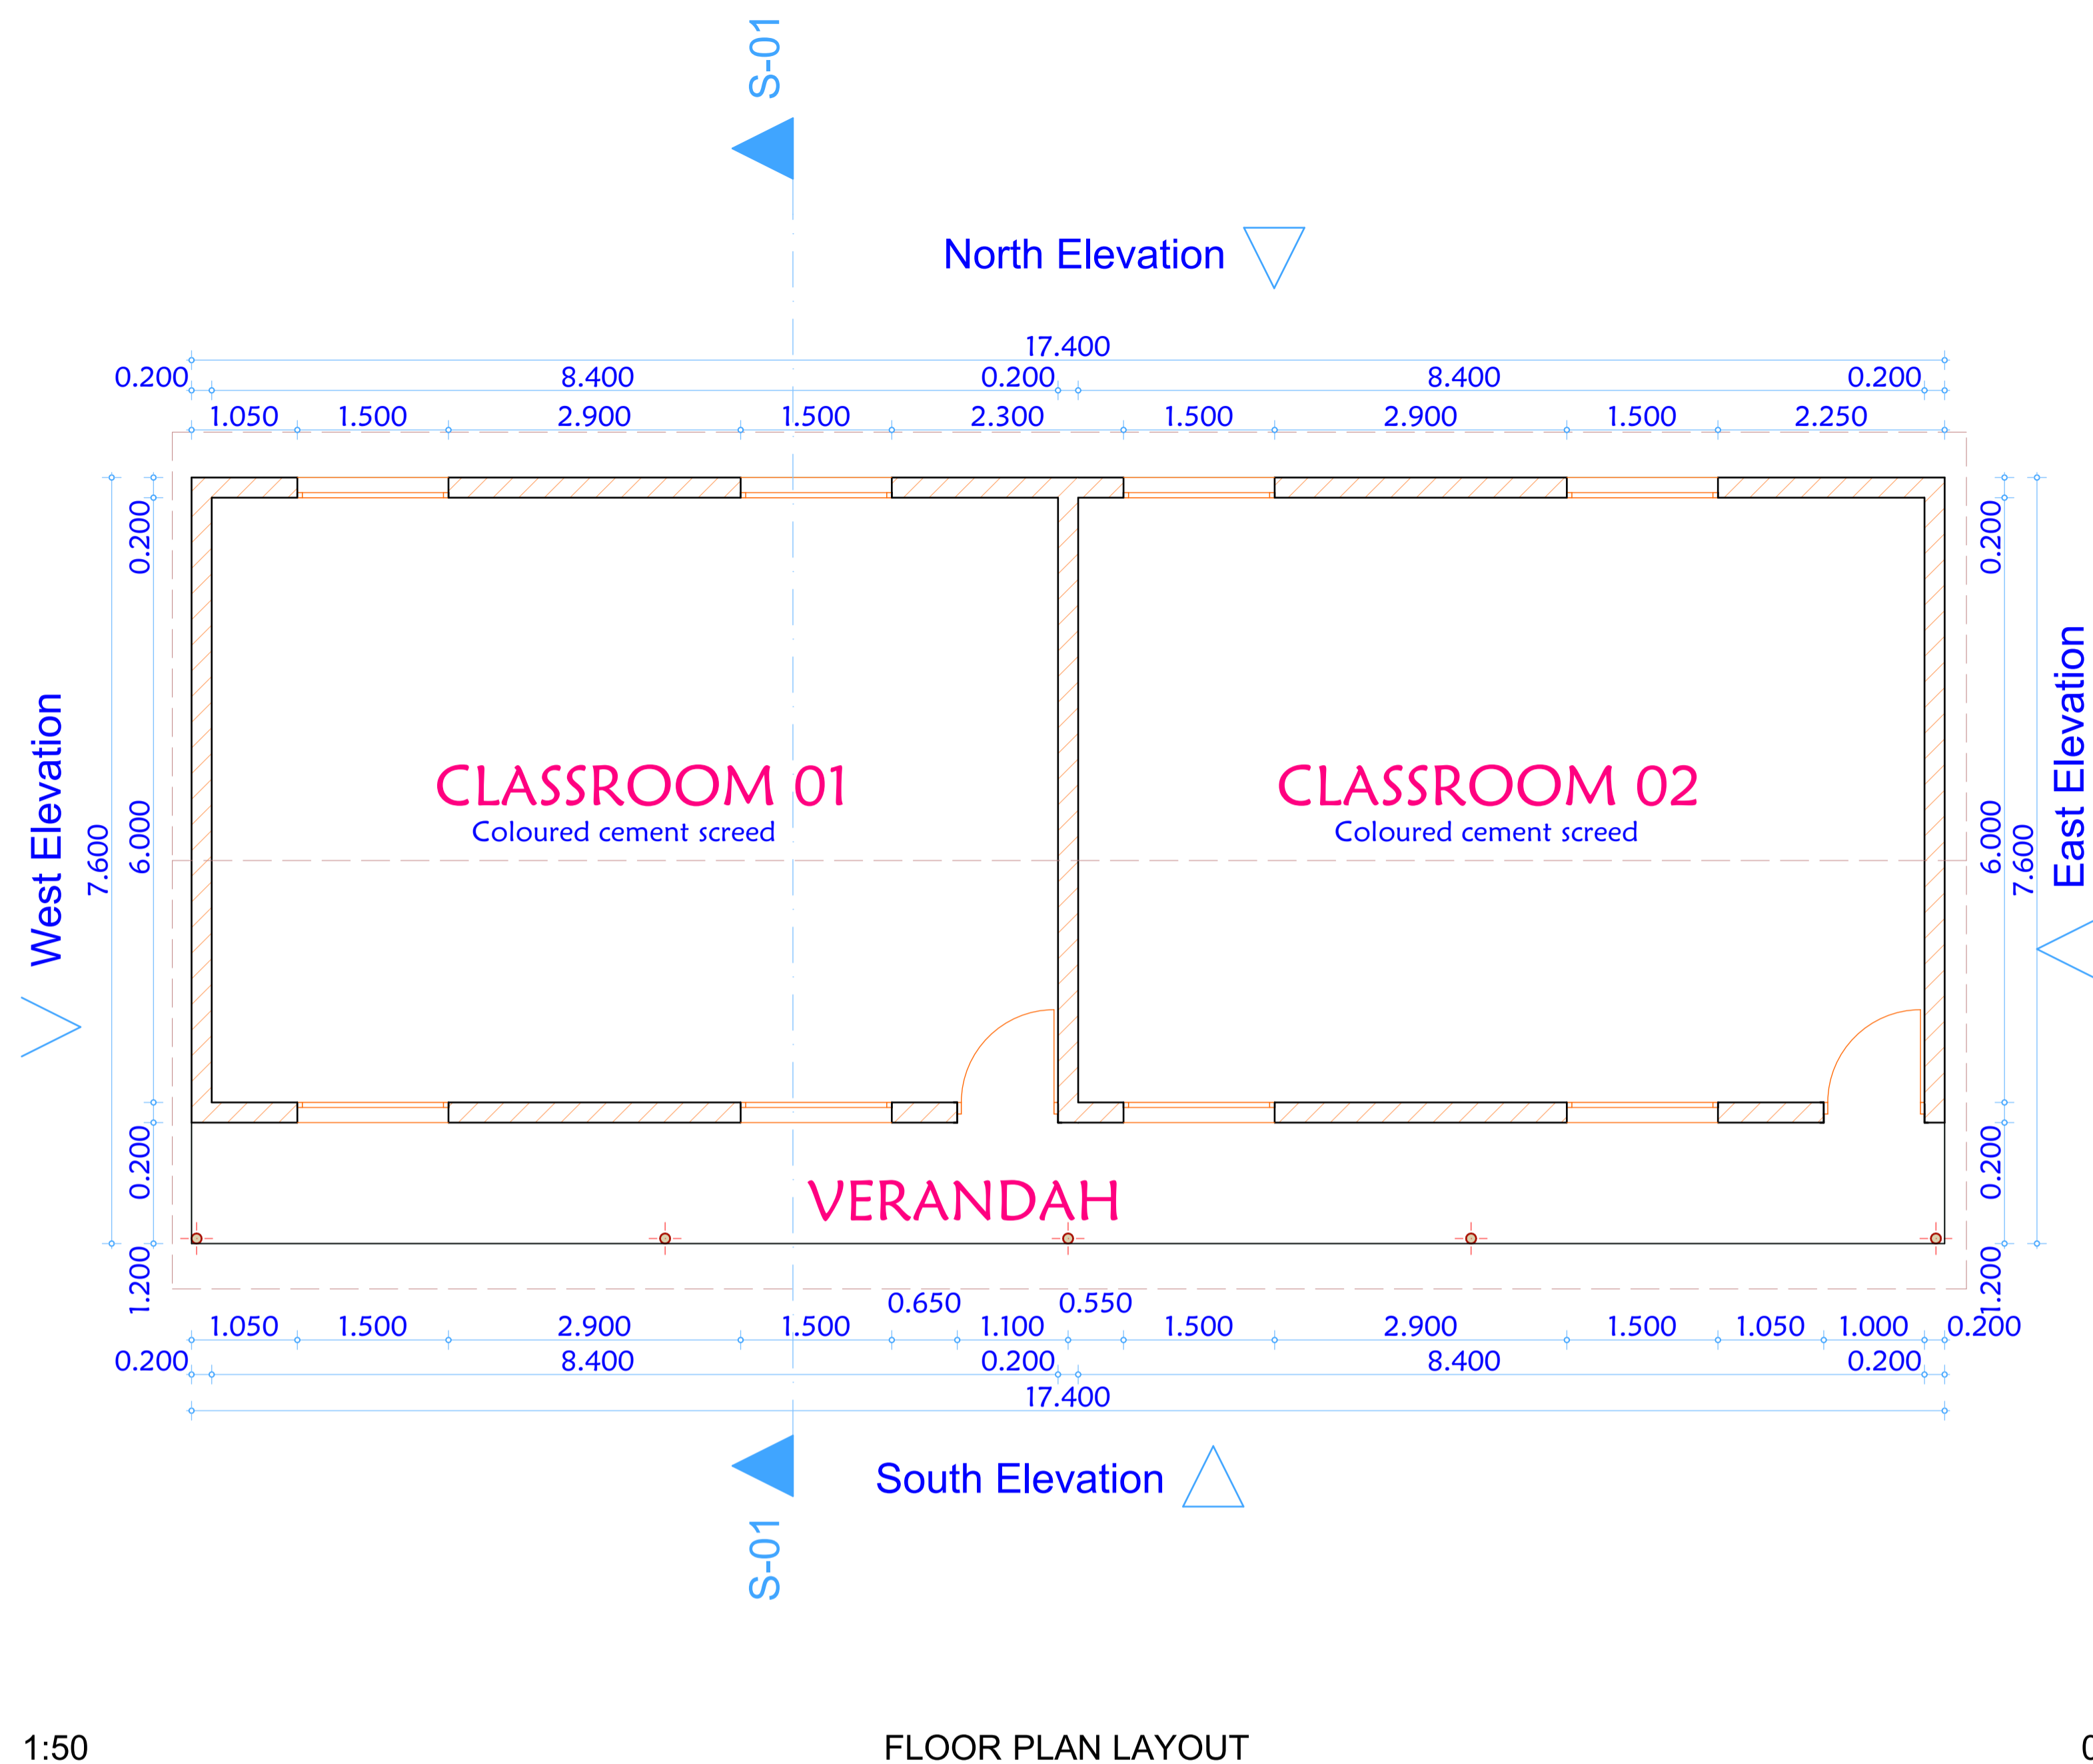 S-01
North Elevation
17.400
0.200 8.400 0.200 8.400 0.200
1.050 1.500 2.900 1.500 2.300 1.500 2.900 1.500 2.250
0.200
0.200
West Elevation
7.600
6.000
CLASSROOM 01
Coloured cement screed
CLASSROOM 02
Coloured cement screed
6.000
7.600
East Elevation
0.200
0.200
VERANDAH
1.200
1.200
0.650 0.550
1.050 1.500 2.900 1.500 1.100 1.500 2.900 1.500 1.050 1.000 0.200
0.200 8.400 0.200 8.400 0.200
17.400
South Elevation
S-01
1:50 FLOOR PLAN LAYOUT